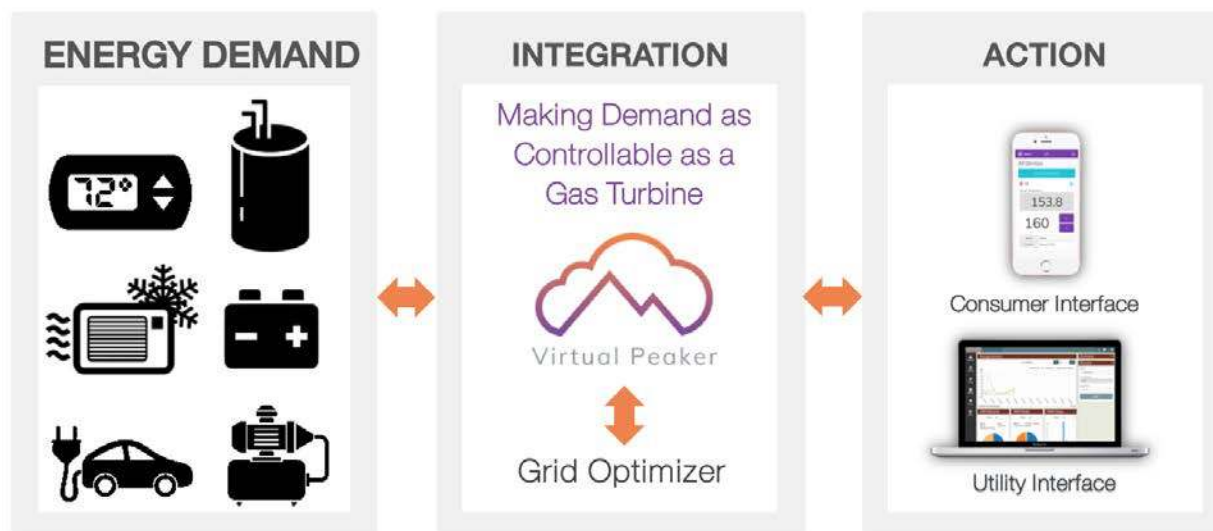 ENERGY DEMAND
72°
INTEGRATION
Making Demand as
Controllable as a
Gas Turbine
Virtual Peaker
Grid Optimizer
ACTION
153.8
160
Consumer Interface
Utility Interface